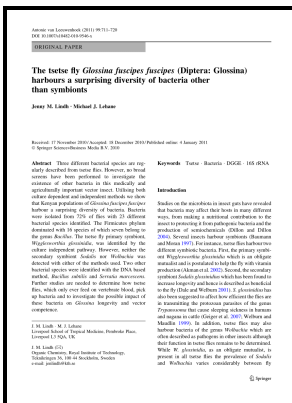 Antonie van Leeuwenhoek (2011) 99:711–720
DOI 10.1007/s10482-010-9546-x
ORIGINAL PAPER
The tsetse fly Glossina fuscipes fuscipes (Diptera: Glossina)
harbours a surprising diversity of bacteria other
than symbionts
Jenny M. Lindh · Michael J. Lehane
Received: 17 November 2010 / Accepted: 18 December 2010 / Published online: 4 January 2011
© Springer Science+Business Media B.V. 2010
Abstract Three different bacterial species are reg-
ularly described from tsetse flies. However, no broad
screens have been performed to investigate the
existence of other bacteria in this medically and
agriculturally important vector insect. Utilising both
culture dependent and independent methods we show
that Kenyan populations of Glossina fuscipes fuscipes
harbour a surprising diversity of bacteria. Bacteria
were isolated from 72% of flies with 23 different
bacterial species identified. The Firmicutes phylum
dominated with 16 species of which seven belong to
the genus Bacillus. The tsetse fly primary symbiont,
Wigglesworthia glossinidia, was identified by the
culture independent pathway. However, neither the
secondary symbiont Sodalis nor Wolbachia was
detected with either of the methods used. Two other
bacterial species were identified with the DNA based
method, Bacillus subtilis and Serratia marcescens.
Further studies are needed to determine how tsetse
flies, which only ever feed on vertebrate blood, pick
up bacteria and to investigate the possible impact of
these bacteria on Glossina longevity and vector
competence.
J. M. Lindh · M. J. Lehane
Liverpool School of Tropical Medicine, Pembroke Place,
Liverpool L3 5QA, UK
J. M. Lindh (✉)
Organic Chemistry, Royal Institute of Technology,
Teknikringen 30, 100 44 Stockholm, Sweden
e-mail: jmlindh@kth.se
Keywords Tsetse · Bacteria · DGGE · 16S rRNA
Introduction
Studies on the microbiota in insect guts have revealed
that bacteria may affect their hosts in many different
ways, from making a nutritional contribution to the
insect to protecting it from pathogenic bacteria and the
production of semiochemicals (Dillon and Dillon
2004). Several insects harbour symbionts (Baumann
and Moran 1997). For instance, tsetse flies harbour two
different symbiotic bacteria. First, the primary symbi-
ont Wigglesworthia glossinidia which is an obligate
mutualist and is postulated to help the fly with vitamin
production (Akman et al. 2002). Second, the secondary
symbiont Sodalis glossinidius which has been found to
increase longevity and hence is described as beneficial
to the fly (Dale and Welburn 2001). S. glossinidius has
also been suggested to affect how efficient the flies are
in transmitting the protozoan parasites of the genus
Trypanosoma that cause sleeping sickness in humans
and nagana in cattle (Geiger et al. 2007; Welburn and
Maudlin 1999). In addition, tsetse flies may also
harbour bacteria of the genus Wolbachia which are
often described as pathogenic in other insects although
their function in tsetse flies remains to be determined.
While W. glossinidia, as an obligate mutualist, is
present in all tsetse flies the prevalence of Sodalis
and Wolbachia varies considerably between fly
Springer